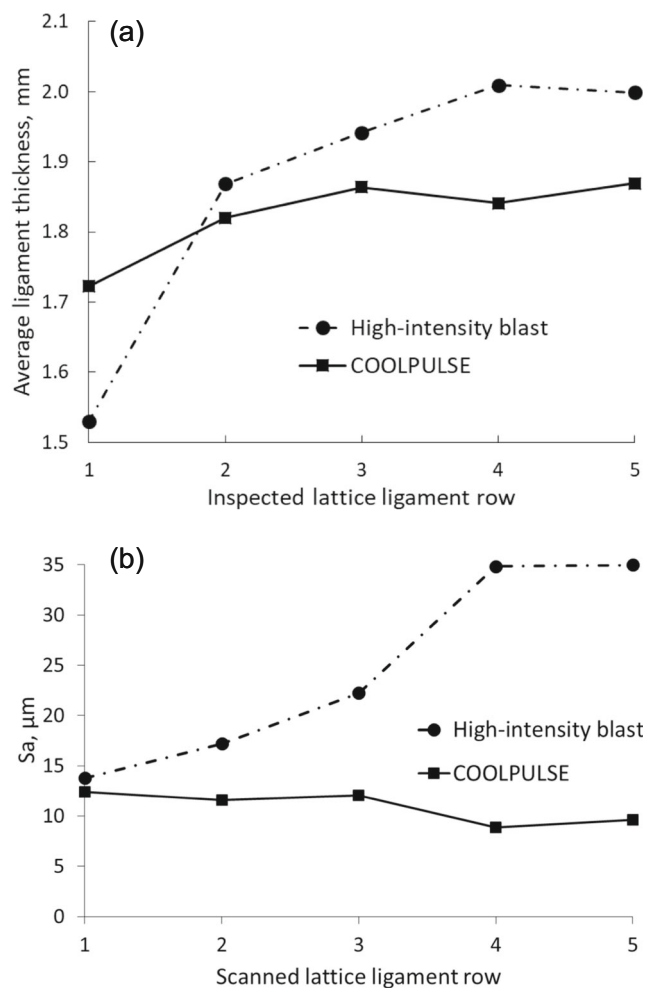 (a)
Average ligament thickness, mm
2.1
2.0
1.9
1.8
1.7
1.6
1.5
High-intensity blast
COOLPULSE
1 2 3 4 5
Inspected lattice ligament row
(b)
Sa, µm
35
30
25
20
15
10
5
0
High-intensity blast
COOLPULSE
1 2 3 4 5
Scanned lattice ligament row